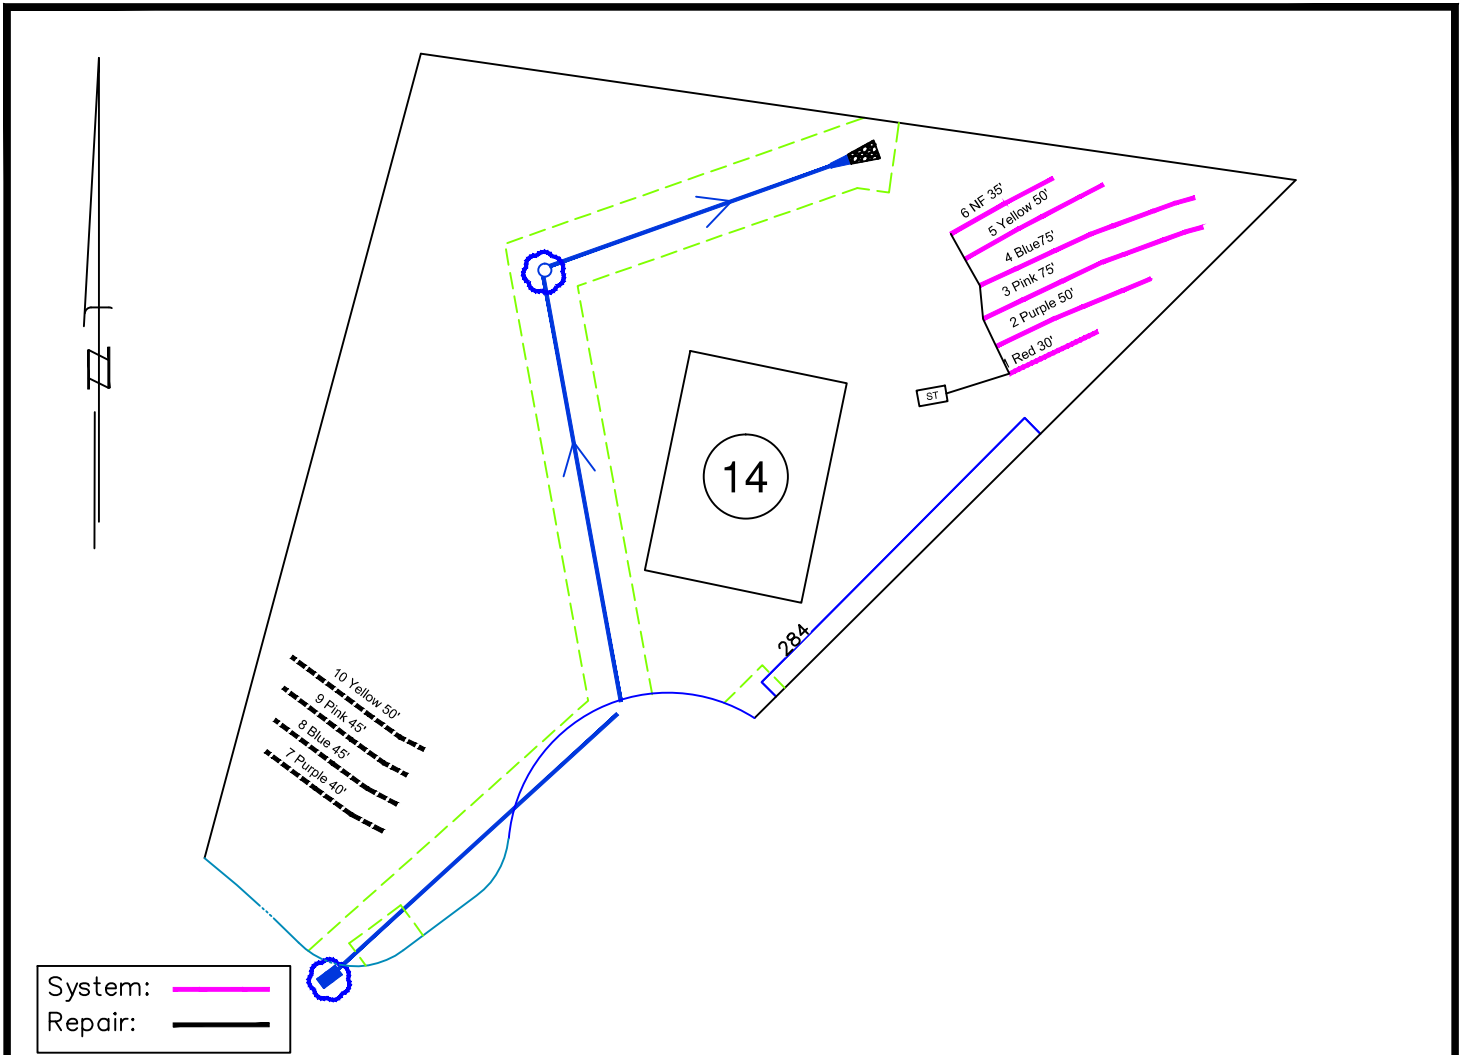 6 NF 35'
5 Yellow 50'
4 Blue75'
3 Pink 75'
2 Purple 50'
1 Red 30'
ST
14
284
10 Yellow 50'
9 Pink 45'
8 Blue 45'
7 Purple 40'
N
System:
Repair: